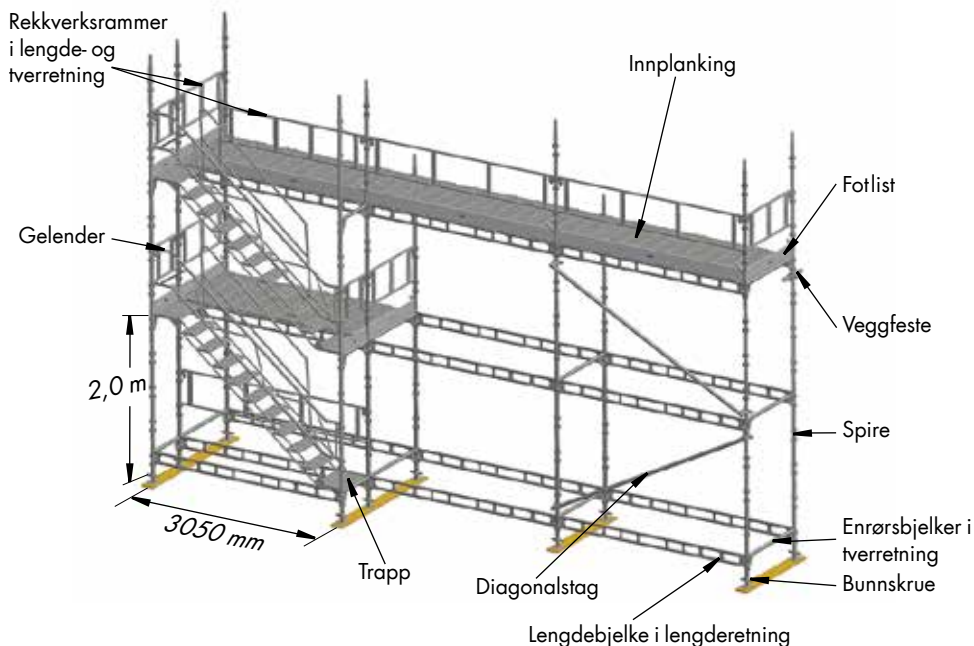 Rekkverksrammer
i lengde- og
tverretning
Innplanking
Fotlist
Gelender
Veggfeste
2,0 m
Spire
3050 mm
Enrørsbjelker i
tverretning
Trapp
Diagonalstag
Bunnskrue
Lengdebjelke i lengderetning